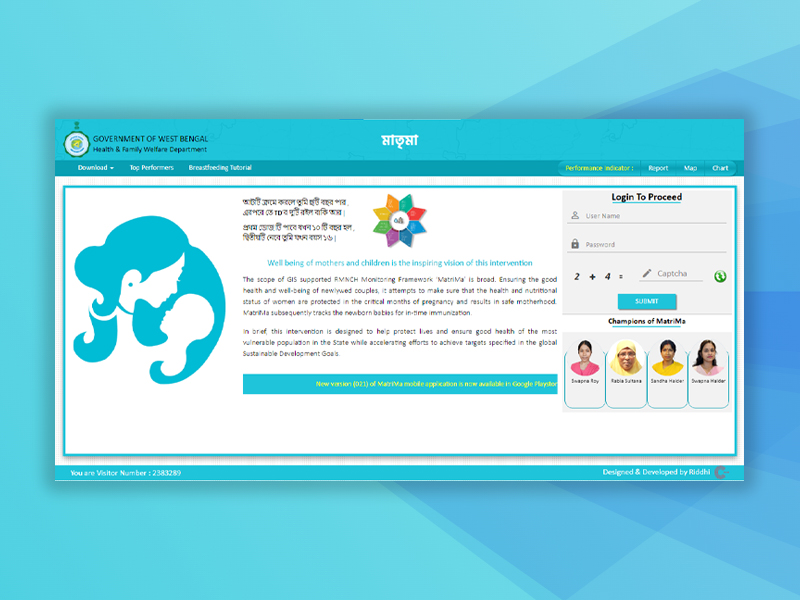 GOVERNMENT OF WEST BENGAL
Health & Family Welfare Department
মাতৃমা
Download
Top Performers
Breastfeeding Tutorial
Performance Indicator :
Report
Map
Chart
প্রথম ডোজ টি পাবে যখন ১০ টি বছর হল ,
দ্বিতীয়টি নেবে তুমি যখন বয়স ১৬ |
Well-being of mothers and children is the inspiring vision of this intervention
The scope of GIS supported RMNCH Monitoring Framework 'MatriMa' is broad. Ensuring the good
health and well-being of newlywed couples, it attempts to make sure that the health and nutritional
status of women are protected in the critical months of pregnancy and results in safe motherhood.
MatriMa subsequently tracks the newborn babies for in-time immunization.
In brief, this intervention is designed to help protect lives and ensure good health of the most
vulnerable population in the State while accelerating efforts to achieve targets specified in the global
Sustainable Development Goals.
New version (021) of MatriMa mobile application is now available in Google Playstor
Login To Proceed
User Name
Password
2 + 4 =
Captcha
SUBMIT
Champions of MatriMa
Swapna Roy
Rabia Sultana
Sandha Halder
Swapna Halder
You are Visitor Number : 2383289
Designed & Developed by Riddhi